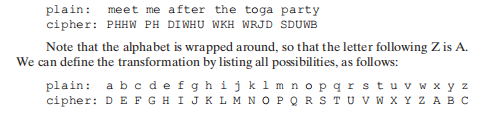 plain: meet me after the toga party
cipher: PHHW PH DIWHU WKH WRJD SDUWB
Note that the alphabet is wrapped around, so that the letter following Z is A.
We can define the transformation by listing all possibilities, as follows:
plain: a b c d e f g h i j k l m n o p q r s t u v w x y z
cipher: D E F G H I J K L M N O P Q R S T U V W X Y Z A B C